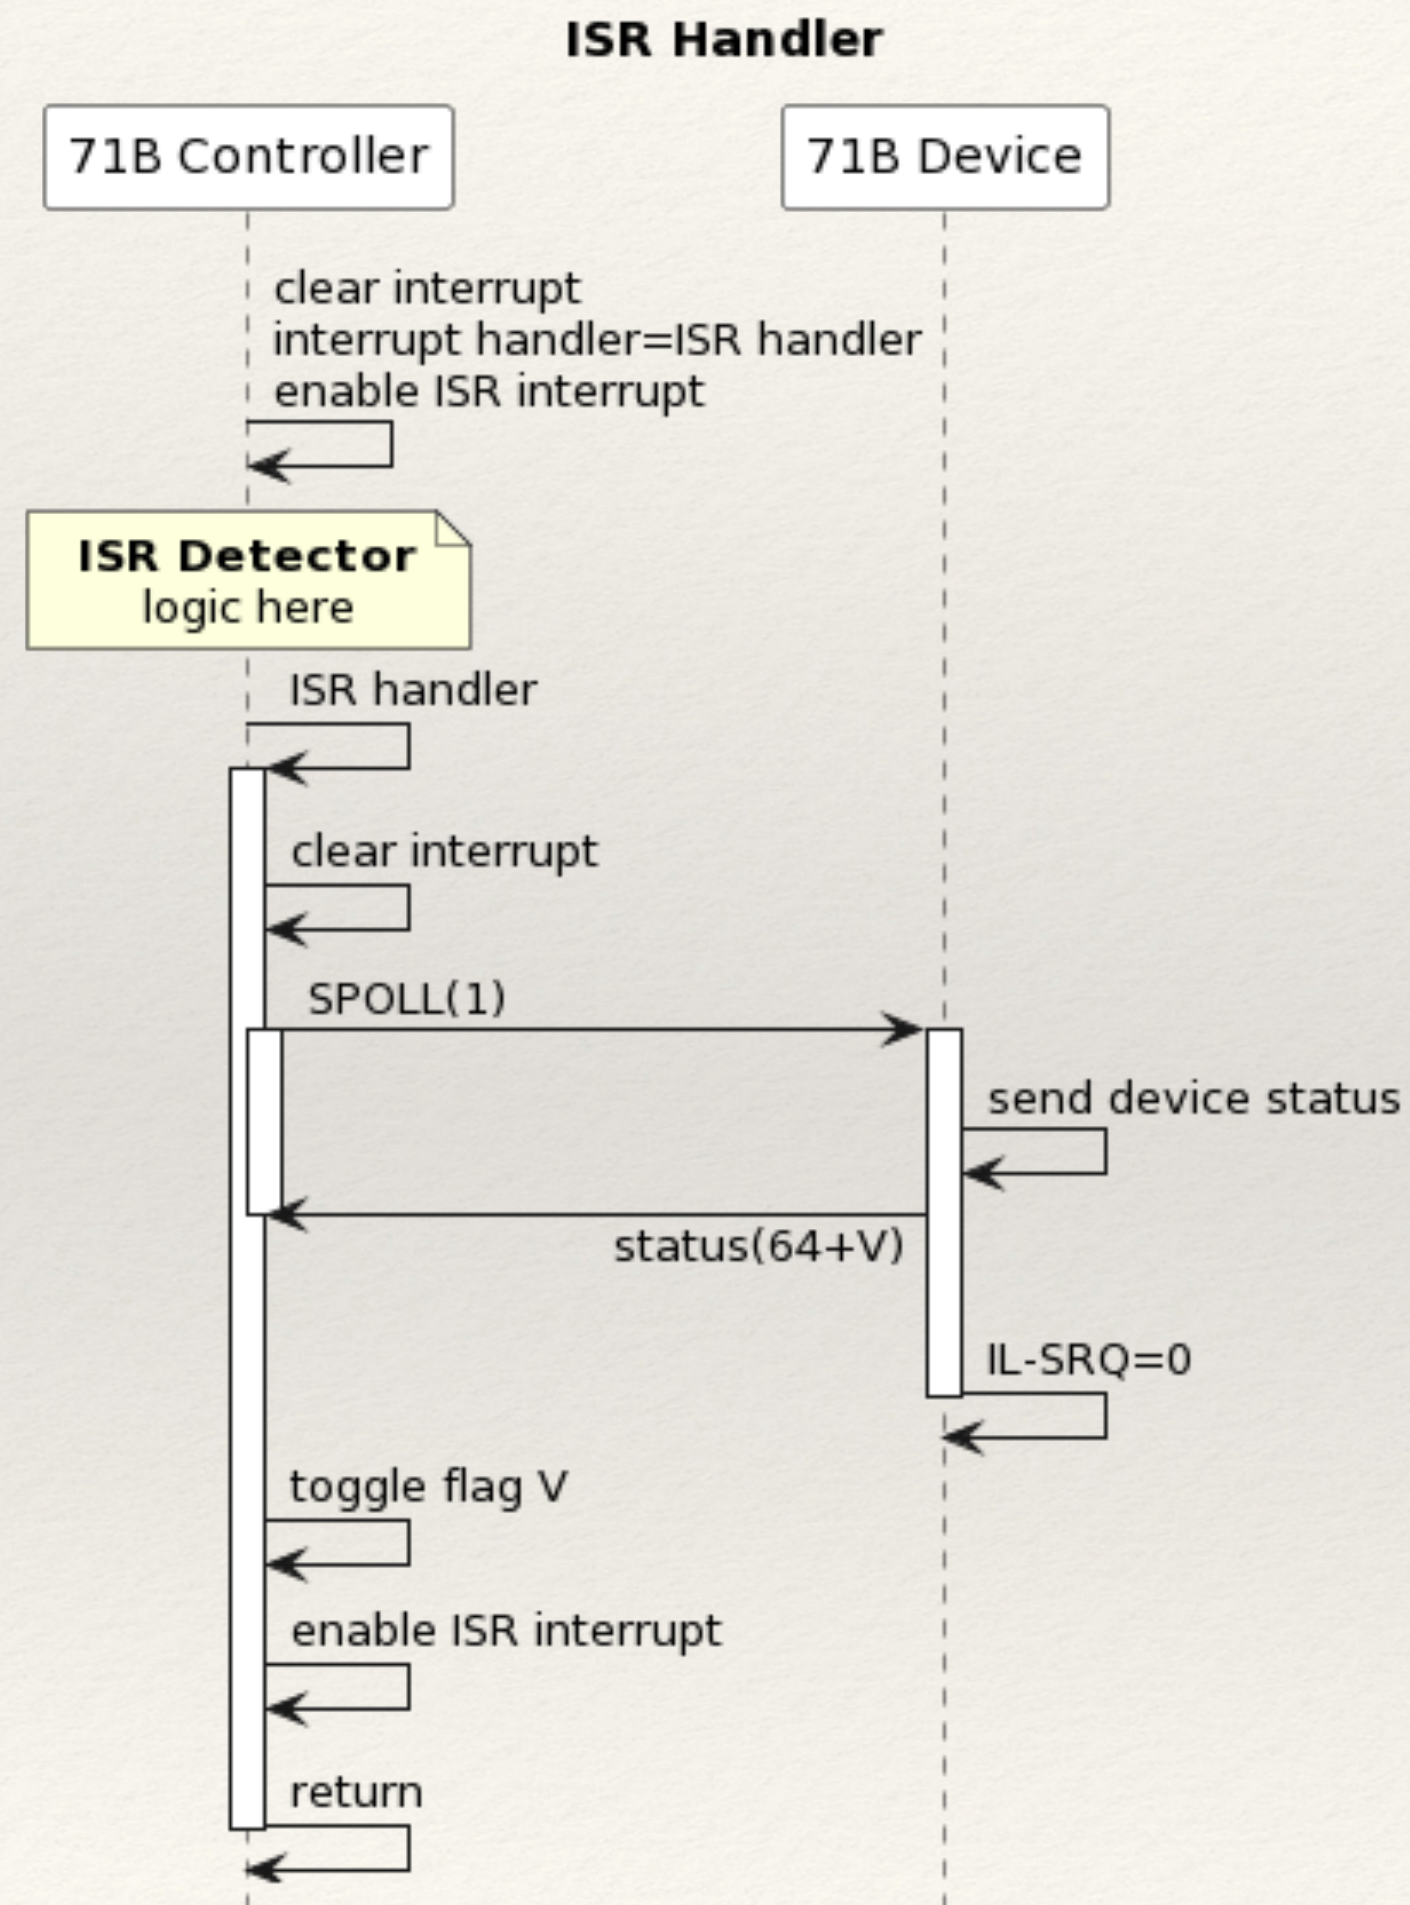 ISR Handler
71B Controller
71B Device
clear interrupt
interrupt handler=ISR handler
enable ISR interrupt
ISR Detector
logic here
ISR handler
clear interrupt
SPOLL(1)
send device status
status(64+V)
IL-SRQ=0
toggle flag V
enable ISR interrupt
return